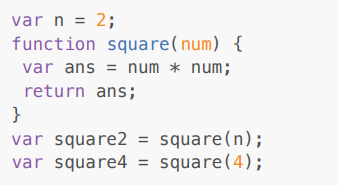 var n = 2;
function square(num) {
 var ans = num * num;
 return ans;
}
var square2 = square(n);
var square4 = square(4);